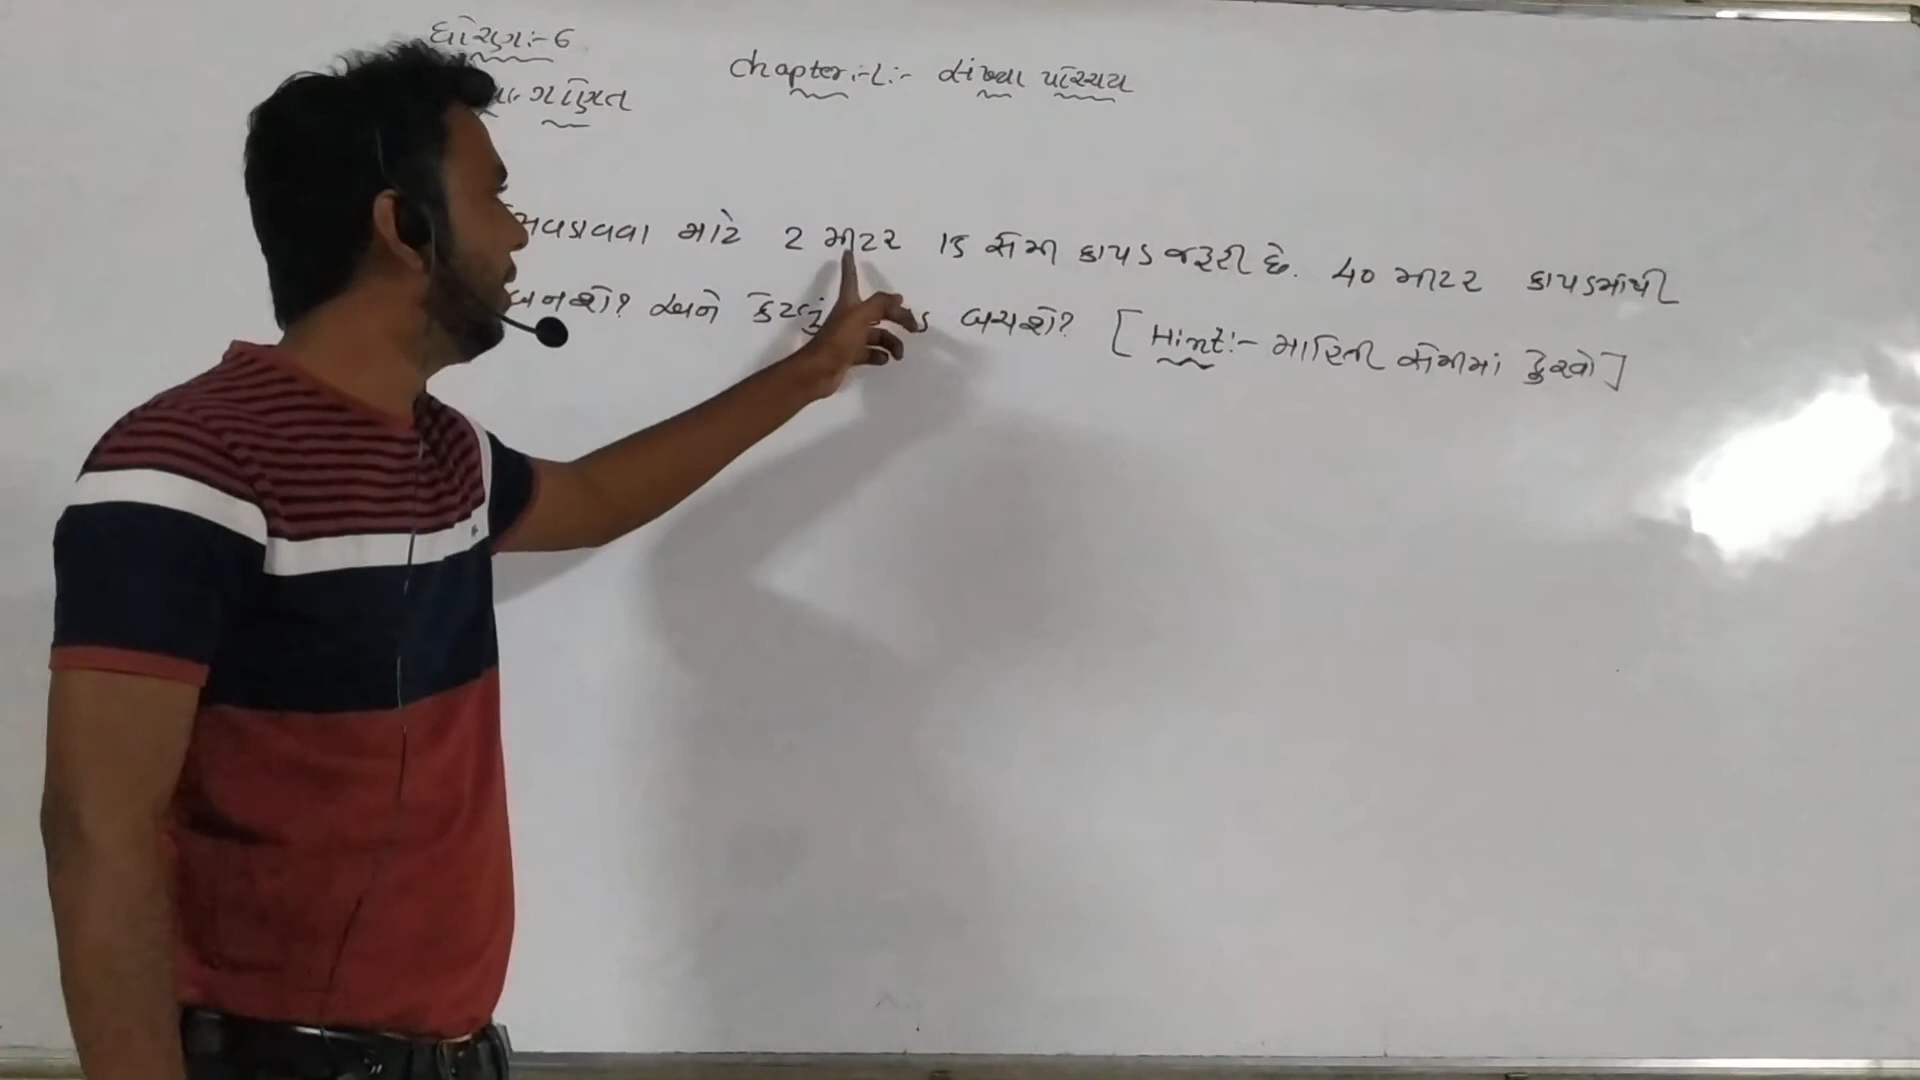 ધોરણ:- 6
Chapter:-1:- સંખ્યા પરિચય
ગણિત
સિવડાવવા માટે 2 મીટર 15 સેમી કાપડ જરૂરી છે. 40 મીટર કાપડમાંથી
બનશે? અને કેટલું બચશે? [Hint:- માહિતી સેમીમાં ફેરવો]